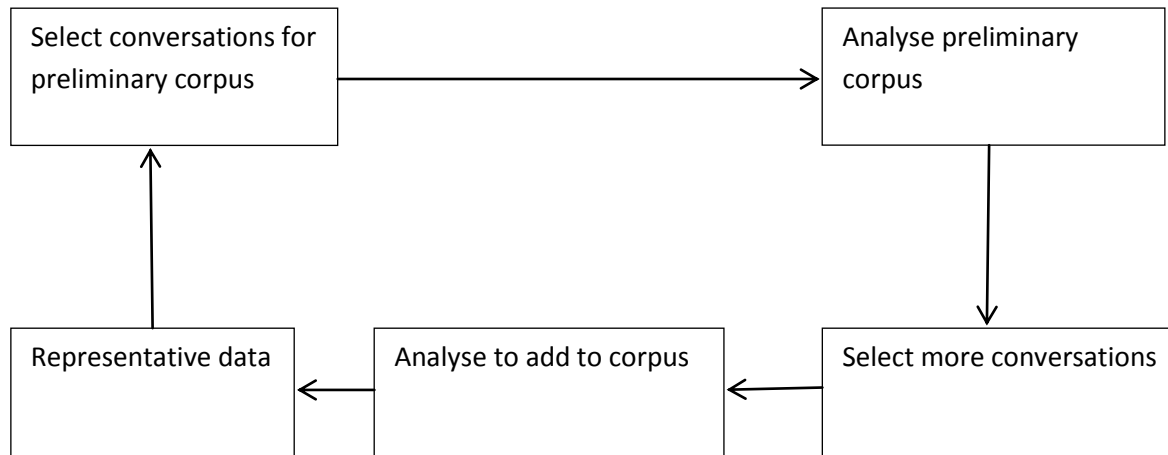 Select conversations for
preliminary corpus
Analyse preliminary
corpus
Representative data
Analyse to add to corpus
Select more conversations